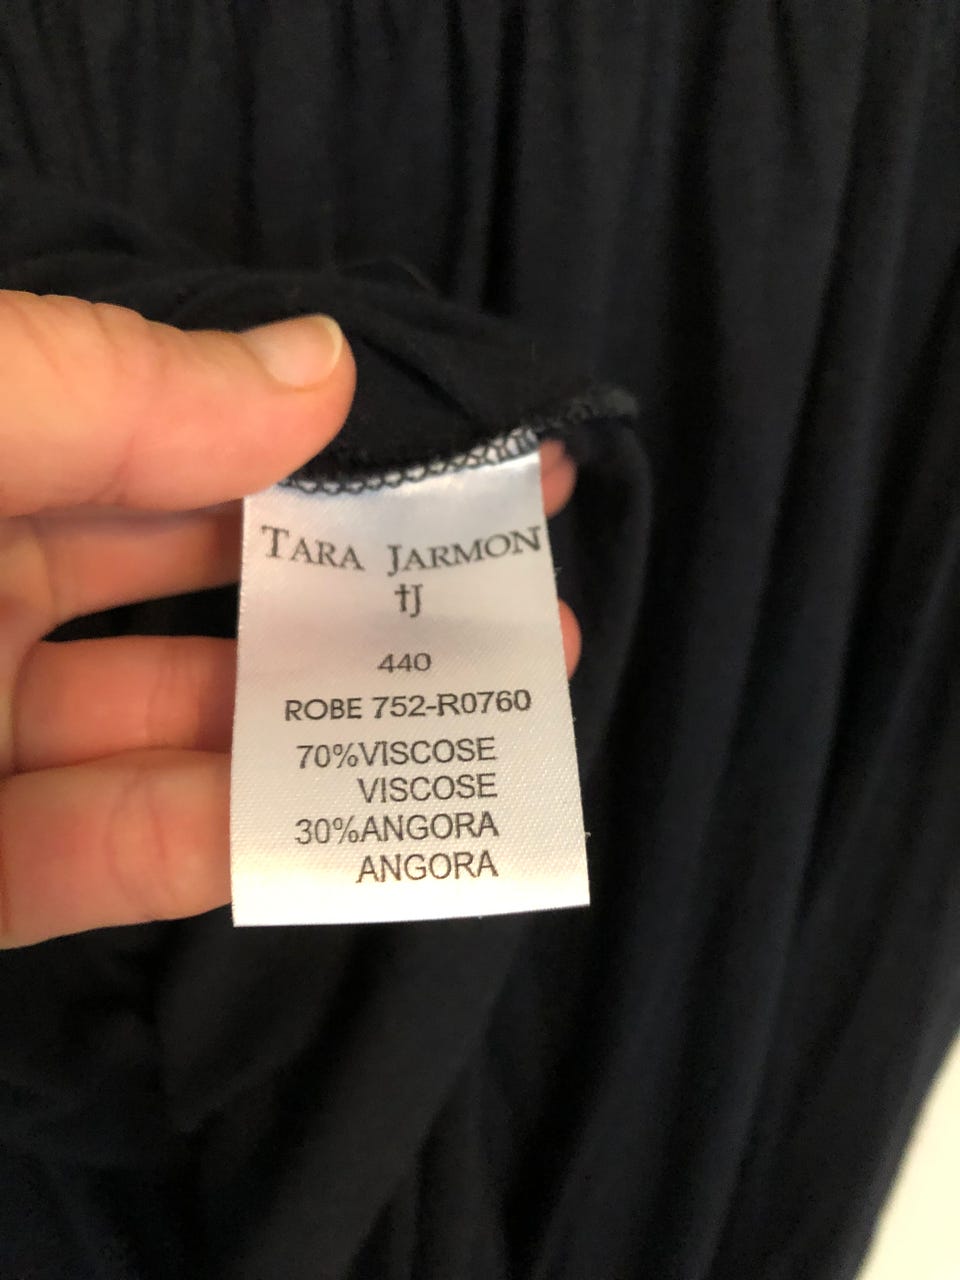 TARA JARMON
tJ
440
ROBE 752-R0760
70%VISCOSE
VISCOSE
30%ANGORA
ANGORA